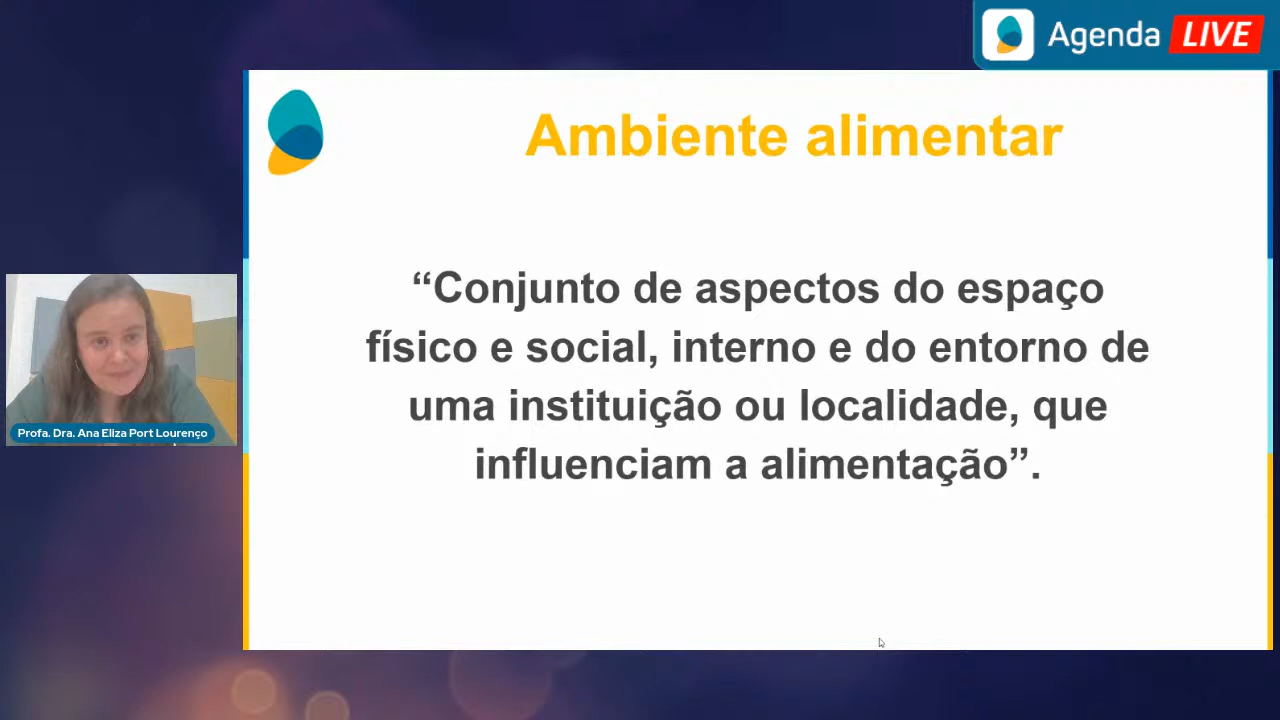 Agenda LIVE
Ambiente alimentar
“Conjunto de aspectos do espaço
físico e social, interno e do entorno de
uma instituição ou localidade, que
influenciam a alimentação”.
Profa. Dra. Ana Eliza Port Lourenço